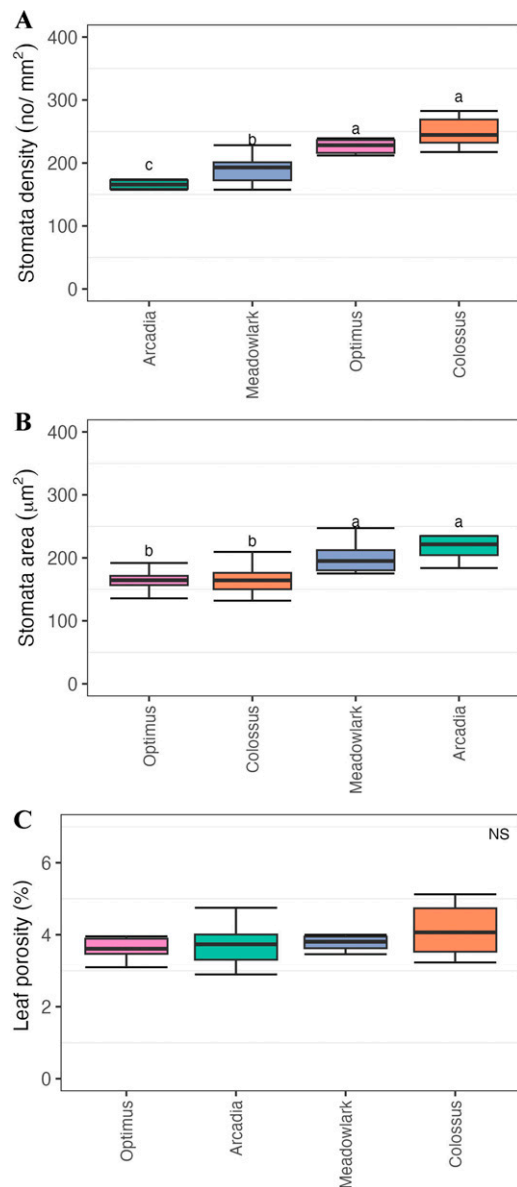 A
Stomata density (no/ mm²)
400
300
200
100
0
c
b
a
a
Arcadia
Meadowlark
Optimus
Colossus
B
Stomata area (μm²)
400
300
200
100
0
b
b
a
a
Optimus
Colossus
Meadowlark
Arcadia
C
Leaf porosity (%)
6
4
2
0
NS
Optimus
Arcadia
Meadowlark
Colossus